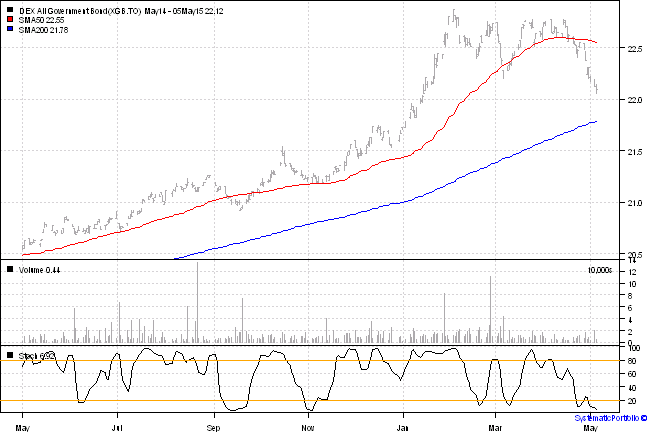 DEX All Government Bond(XGB.TO) May14 - 05May15 22.12
SMA50 22.55
SMA200 21.78
22.5
22.0
21.5
21.0
20.5
Volume 0.44
10,000s
14
12
10
8
6
4
2
0
Stoch 6.92
100
80
60
40
20
May Jul Sep Nov Jan Mar May
SystematicPortfolio ©